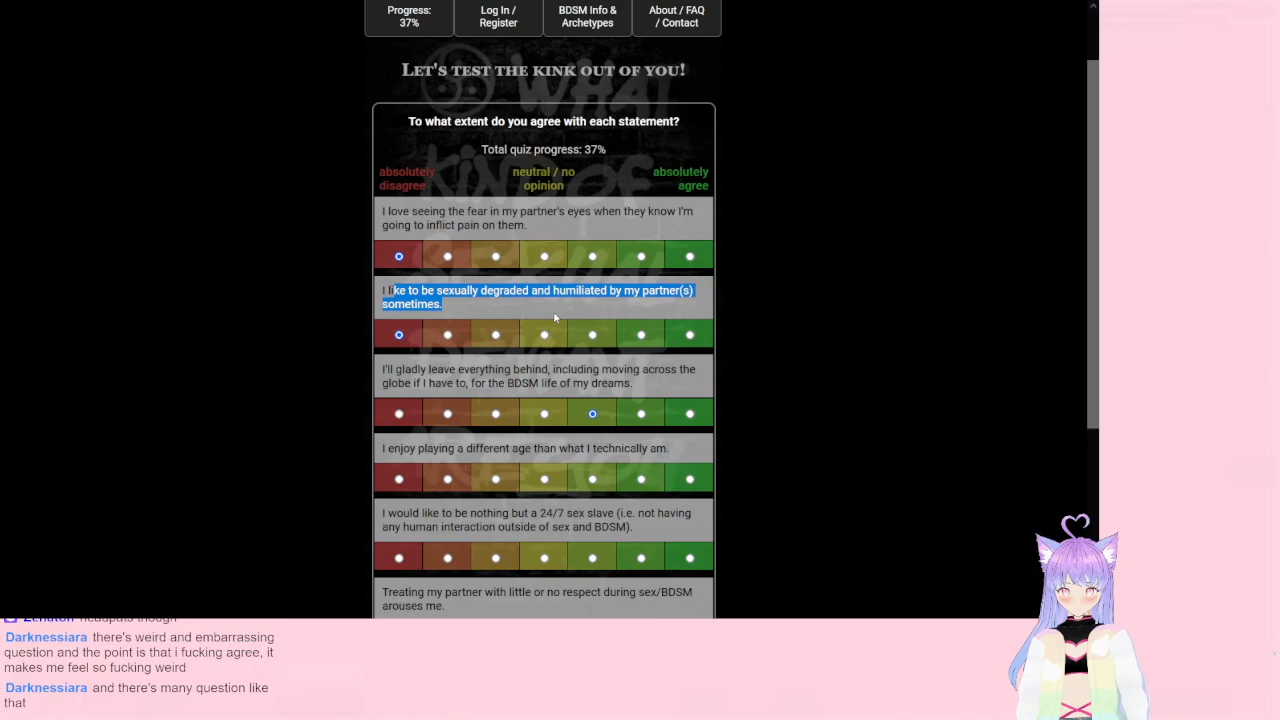 Progress:
37%
Log In /
Register
BDSM Info &
Archetypes
About / FAQ
/ Contact
Let's test the kink out of you!
To what extent do you agree with each statement?
Total quiz progress: 37%
absolutely
disagree
neutral / no
opinion
absolutely
agree
I love seeing the fear in my partner's eyes when they know I'm
going to inflict pain on them.
I like to be sexually degraded and humiliated by my partner(s)
sometimes.
I'll gladly leave everything behind, including moving across the
globe if I have to, for the BDSM life of my dreams.
I enjoy playing a different age than what I technically am.
I would like to be nothing but a 24/7 sex slave (i.e. not having
any human interaction outside of sex and BDSM).
Treating my partner with little or no respect during sex/BDSM
arouses me.
Darknessiara there's weird and embarrassing
question and the point is that i fucking agree, it
makes me feel so fucking weird
Darknessiara and there's many question like
that